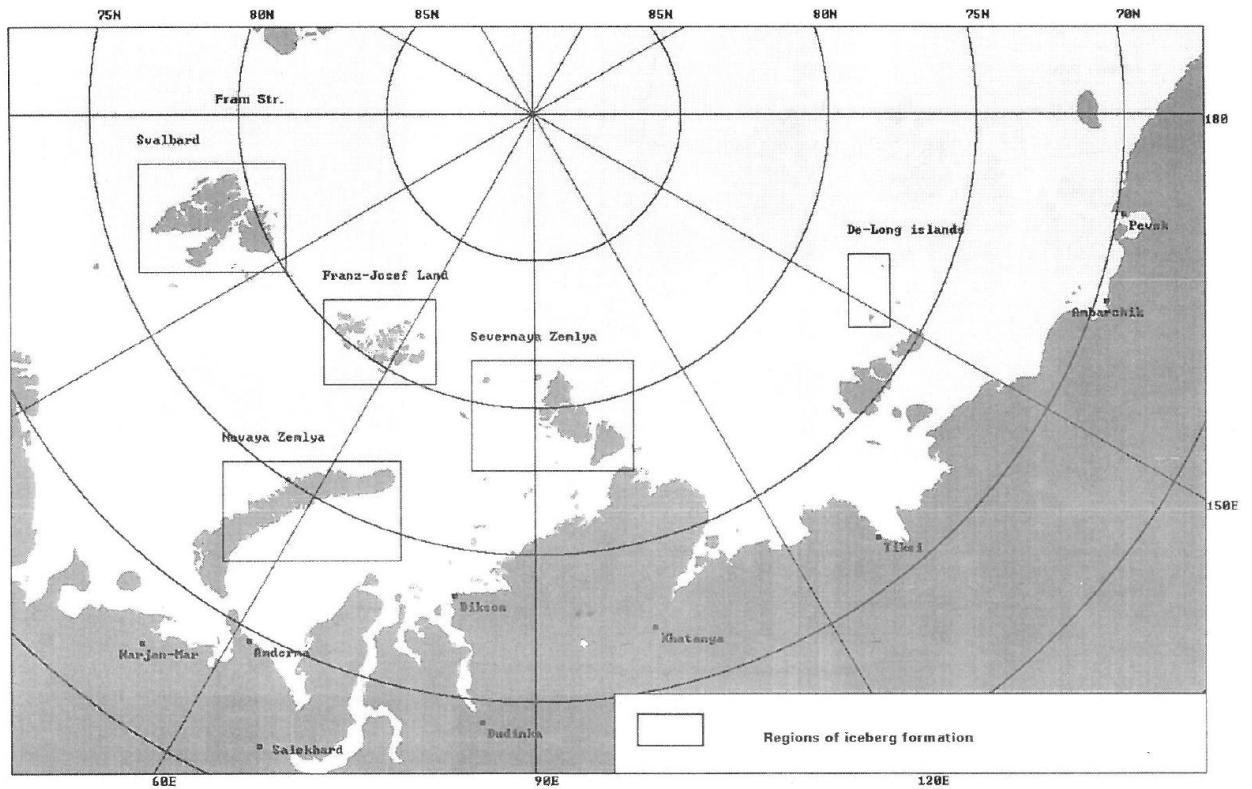 75N 80N 85N 85N 80N 75N 70N
Fram Str.
180
Svalbard
Pevek
De-Long islands
Franz-Josef Land
Ambarchik
Severnaya Zemlya
Novaya Zemlya
150E
Tiksi
Dikson
Khatanga
Narjan-Mar
Amderma
Dudinka
Regions of iceberg formation
Salekhard
60E 90E 120E